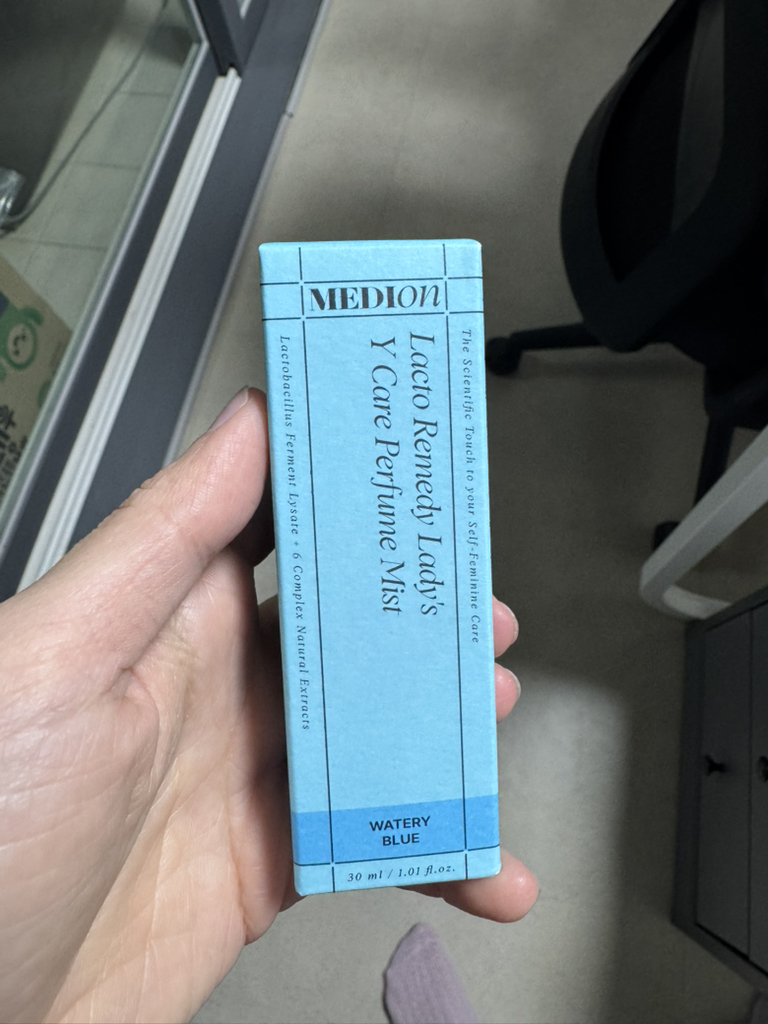 MEDIon
The Scientific Touch to your Self-Feminine Care
Lacto Remedy Lady's
Y Care Perfume Mist
Lactobacillus Ferment Lysate + 6 Complex Natural Extracts
WATERY
BLUE
30 ml / 1.01 fl.oz.